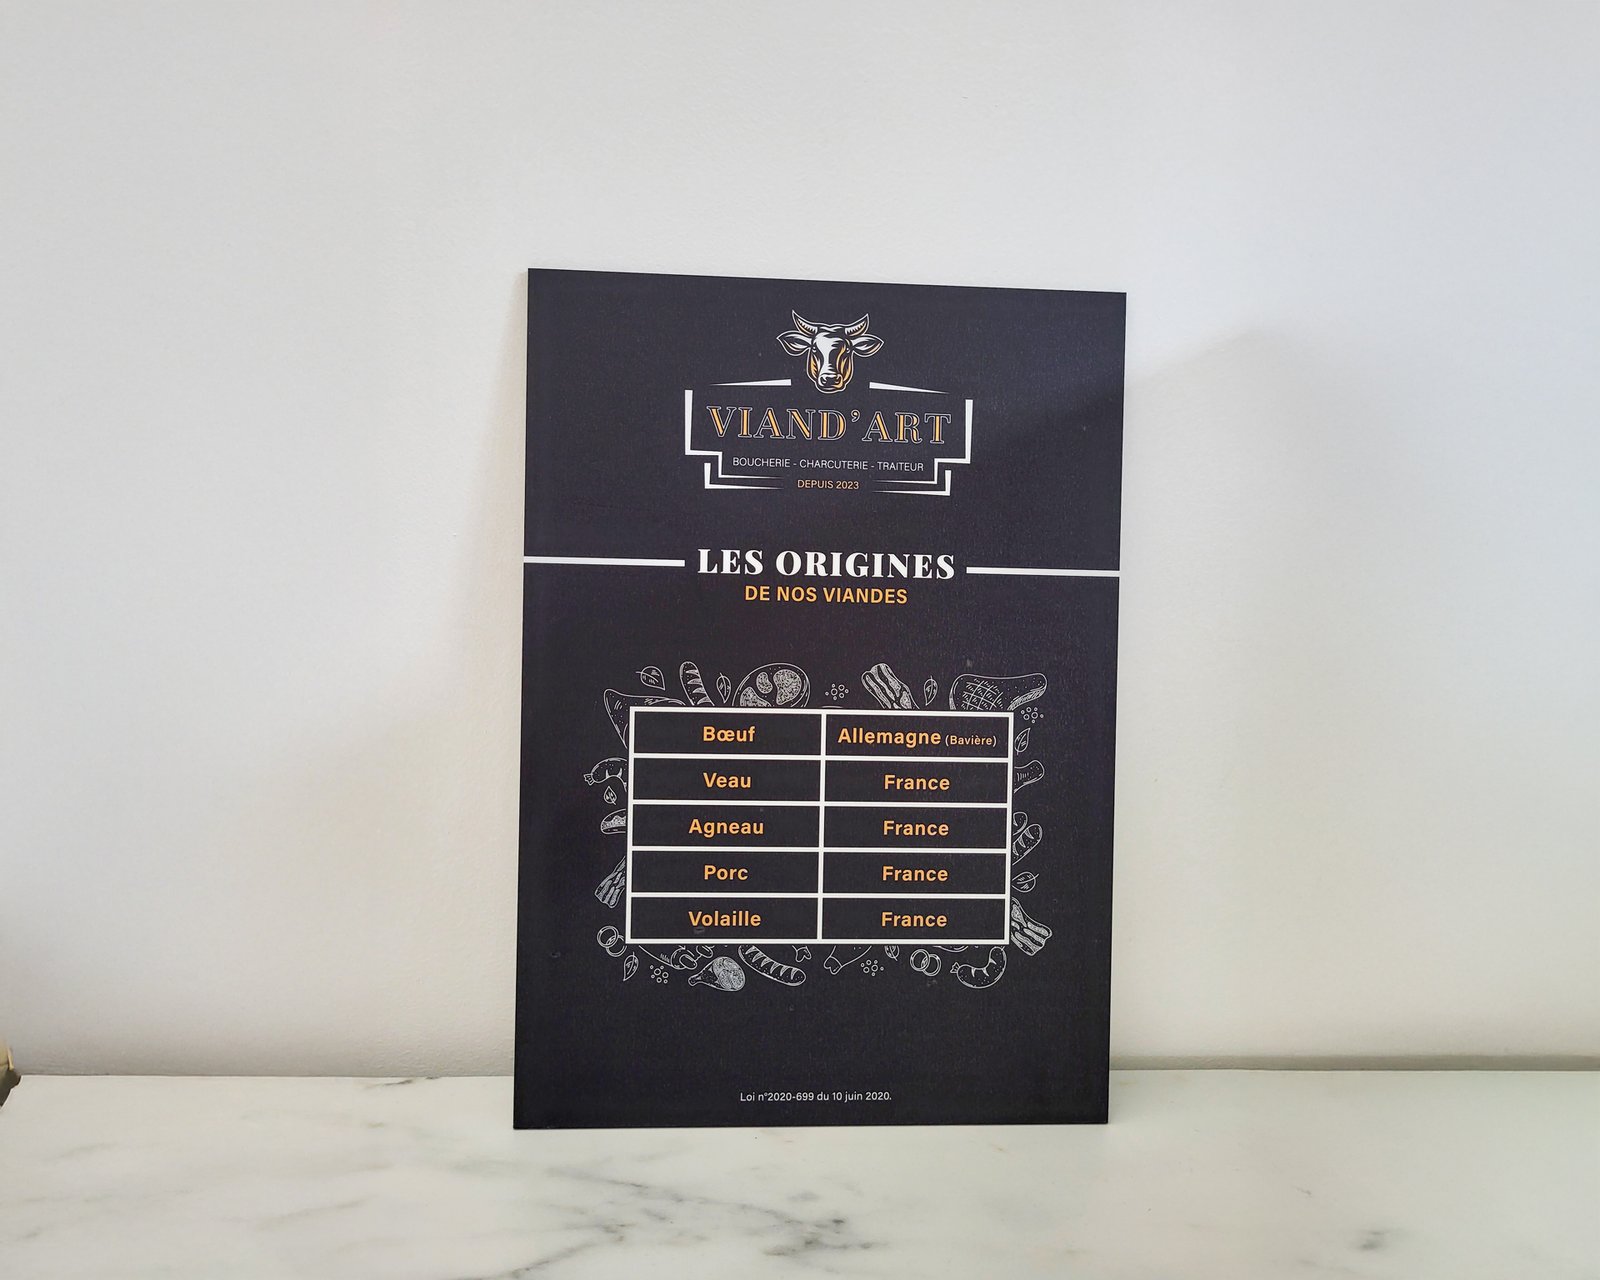 VIAND'ART
BOUCHERIE - CHARCUTERIE - TRAITEUR
DEPUIS 2023
LES ORIGINES
DE NOS VIANDES
Bœuf Allemagne (Bavière)
Veau France
Agneau France
Porc France
Volaille France
Loi n°2020-699 du 10 juin 2020.